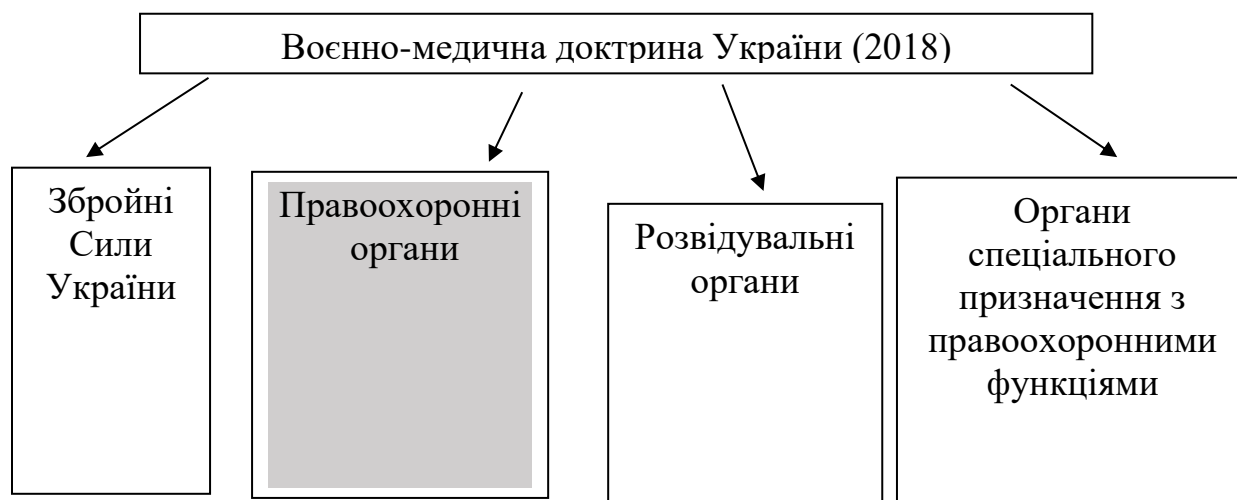 Воєнно-медична доктрина України (2018)
Збройні
Сили
України
Правоохоронні
органи
Розвідувальні
органи
Органи
спеціального
призначення з
правоохоронними
функціями